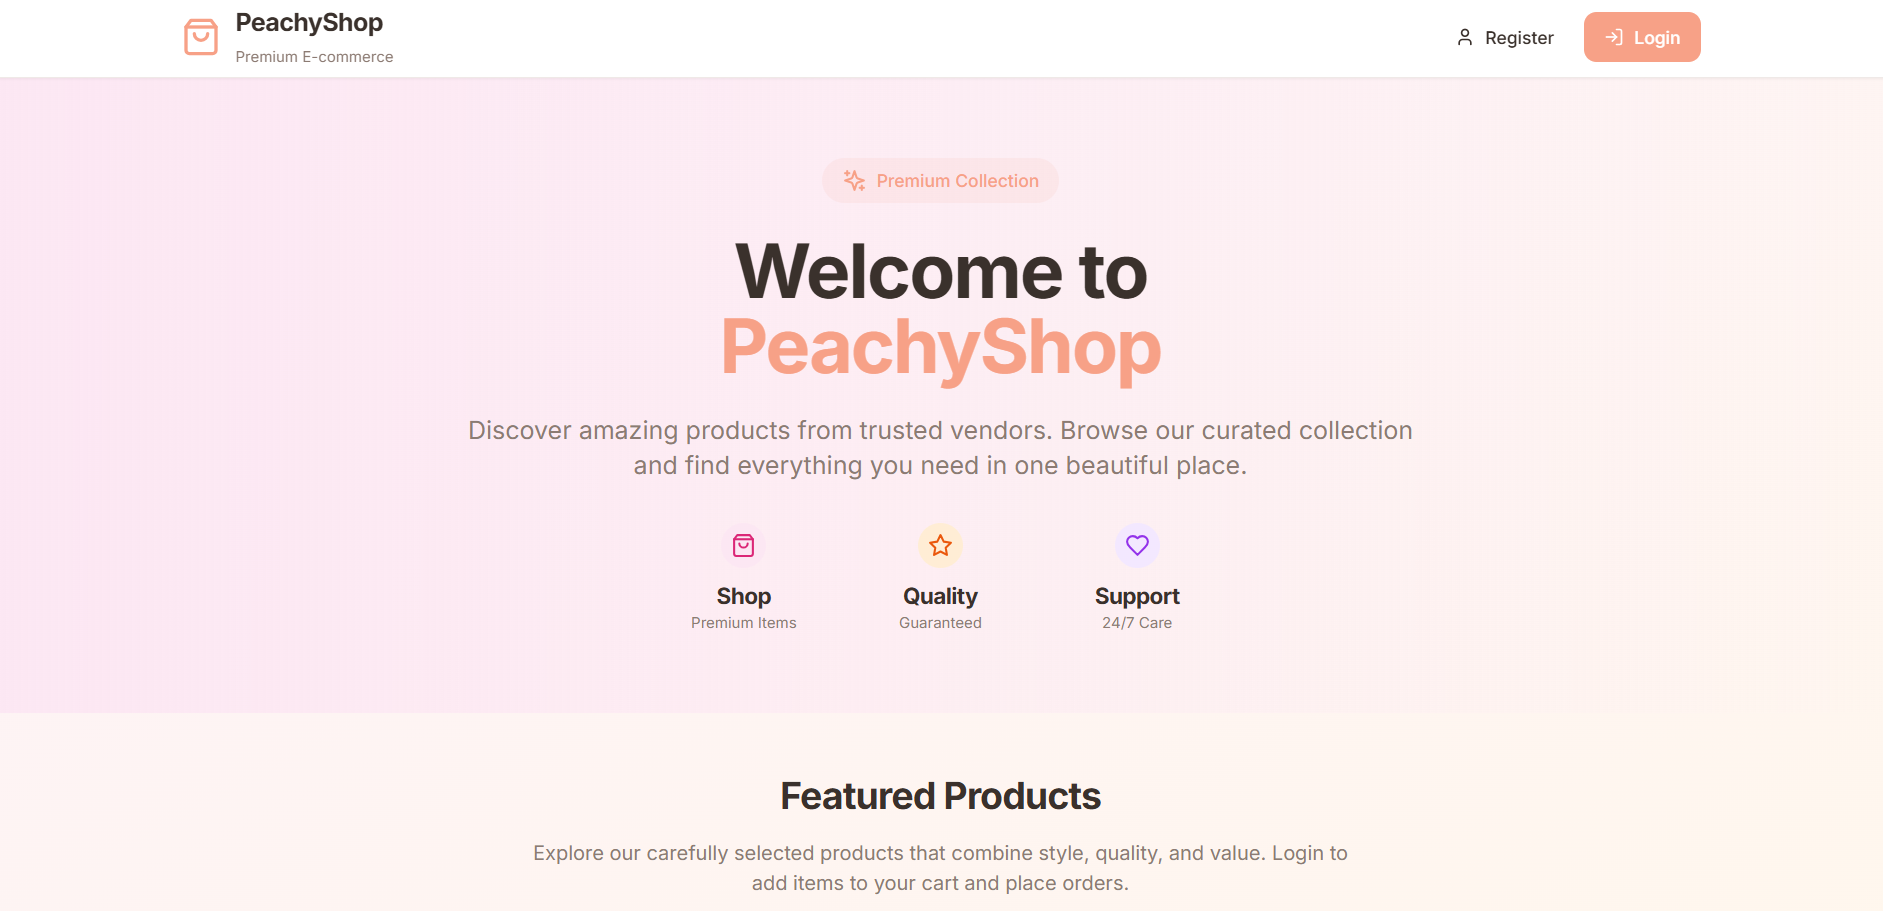 PeachyShop
Premium E-commerce
Register
Login
Premium Collection
Welcome to
PeachyShop
Discover amazing products from trusted vendors. Browse our curated collection
and find everything you need in one beautiful place.
Shop
Premium Items
Quality
Guaranteed
Support
24/7 Care
Featured Products
Explore our carefully selected products that combine style, quality, and value. Login to
add items to your cart and place orders.